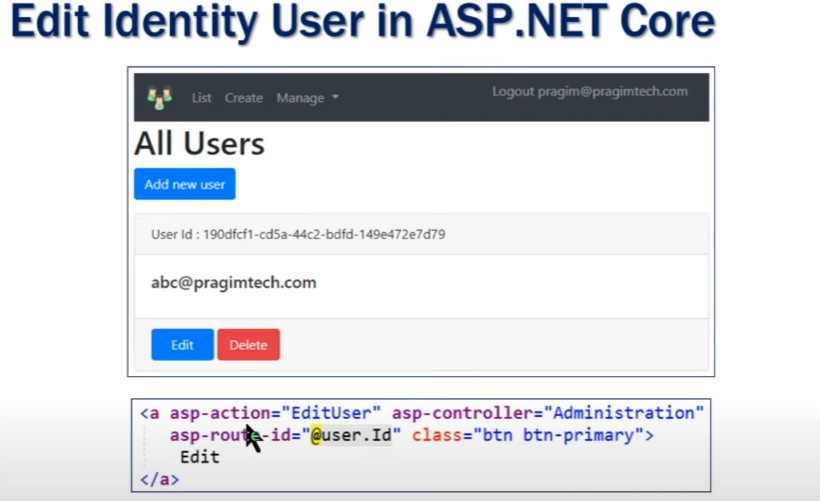 Edit Identity User in ASP.NET Core
List Create Manage Logout pragim@pragimtech.com
All Users
Add new user
User Id : 190dfcf1-cd5a-44c2-bdfd-149e472e7d79
abc@pragimtech.com
Edit Delete
<a asp-action="EditUser" asp-controller="Administration"
asp-route-id="@user.Id" class="btn btn-primary">
Edit
</a>